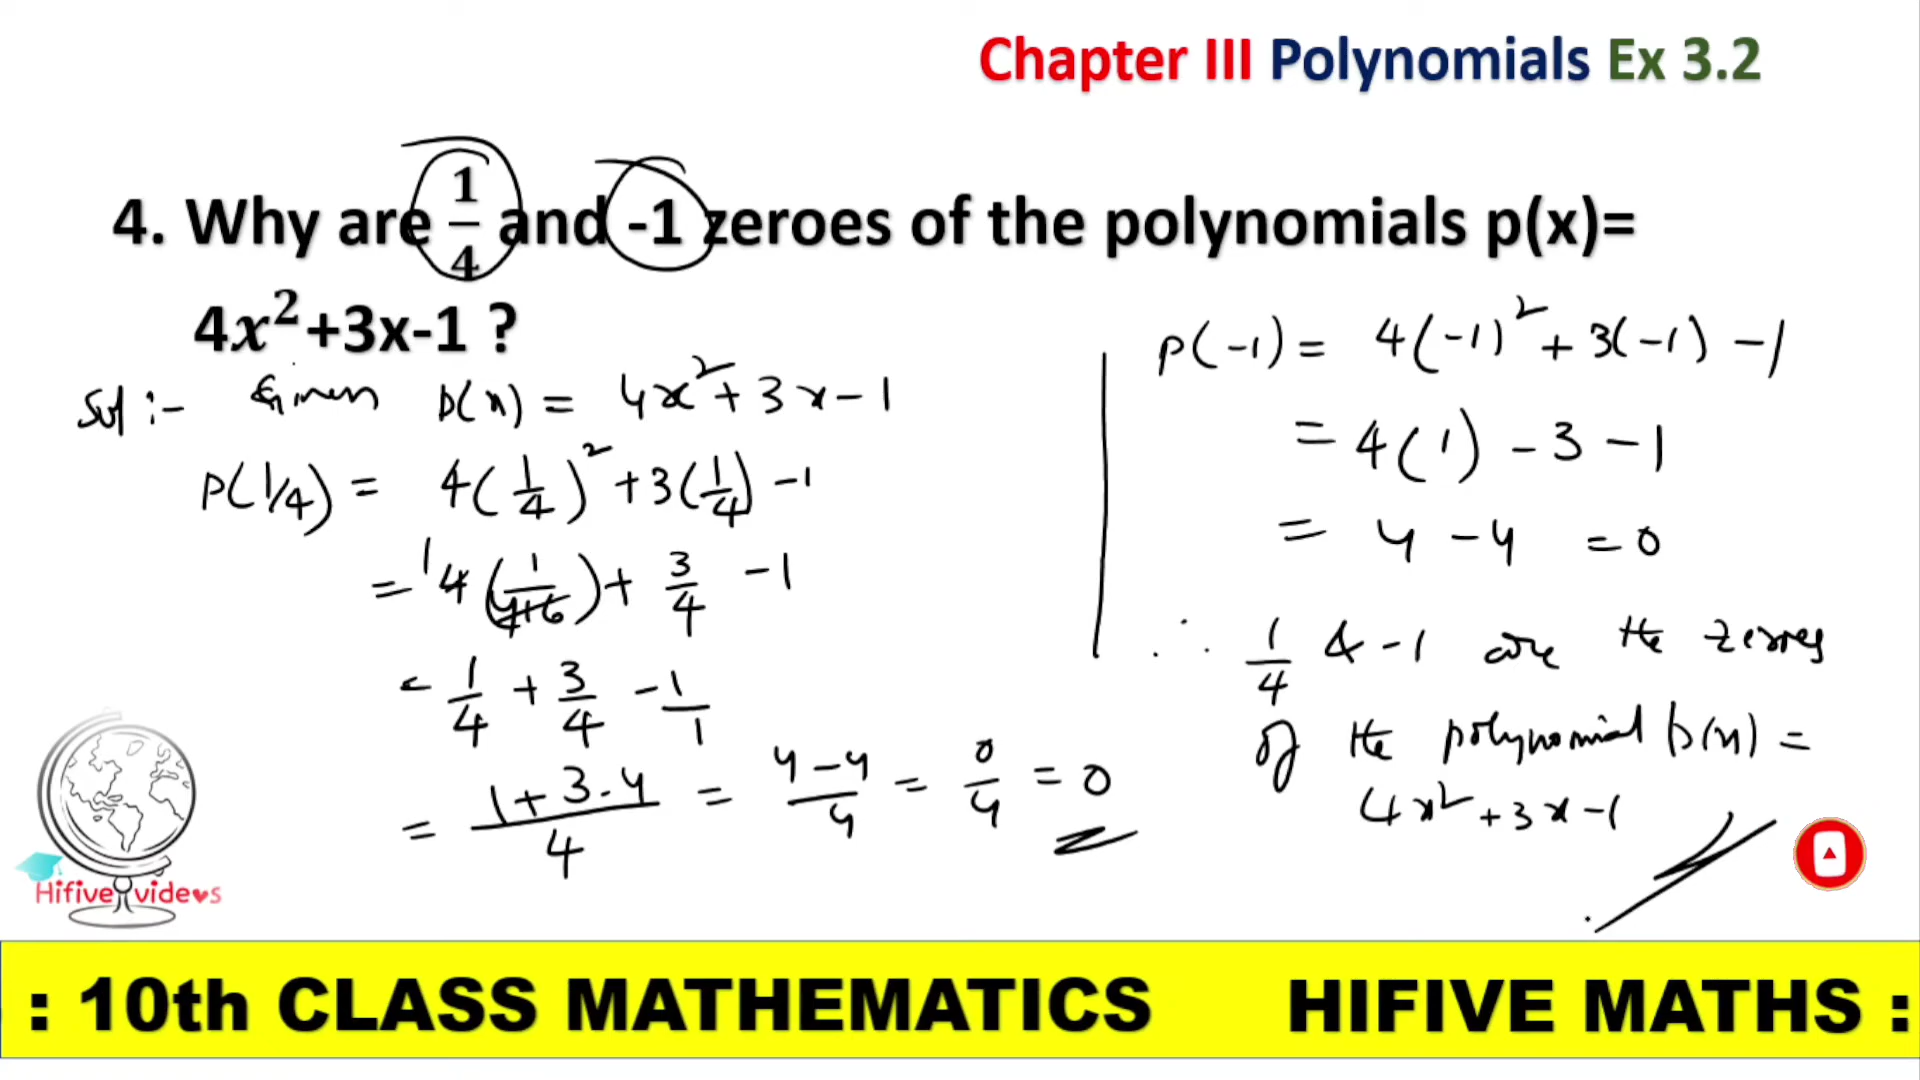 Chapter III Polynomials Ex 3.2
4. Why are 1/4 and -1 zeroes of the polynomials p(x)=
4x²+3x-1 ?
Sol :- Given p(x) = 4x² + 3x - 1
P(1/4) = 4(1/4)² + 3(1/4) - 1
= 4(1/16) + 3/4 - 1
= 1/4 + 3/4 - 1/1
= (1+3-4)/4 = (4-4)/4 = 0/4 = 0
P(-1) = 4(-1)² + 3(-1) - 1
= 4(1) - 3 - 1
= 4 - 4 = 0
∴ 1/4 & -1 are the zeroes
of the polynomial p(x) =
4x² + 3x - 1
Hifive videos
: 10th CLASS MATHEMATICS HIFIVE MATHS :